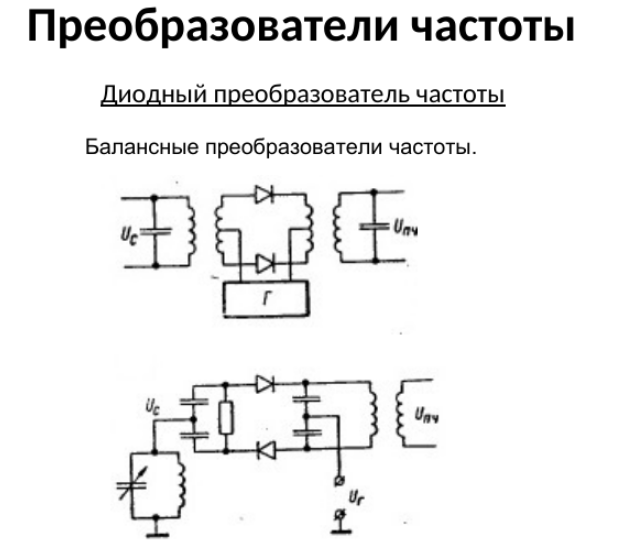 Преобразователи частоты
Диодный преобразователь частоты
Балансные преобразователи частоты.
Uс
Uпч
Г
Uс
Uпч
Uг